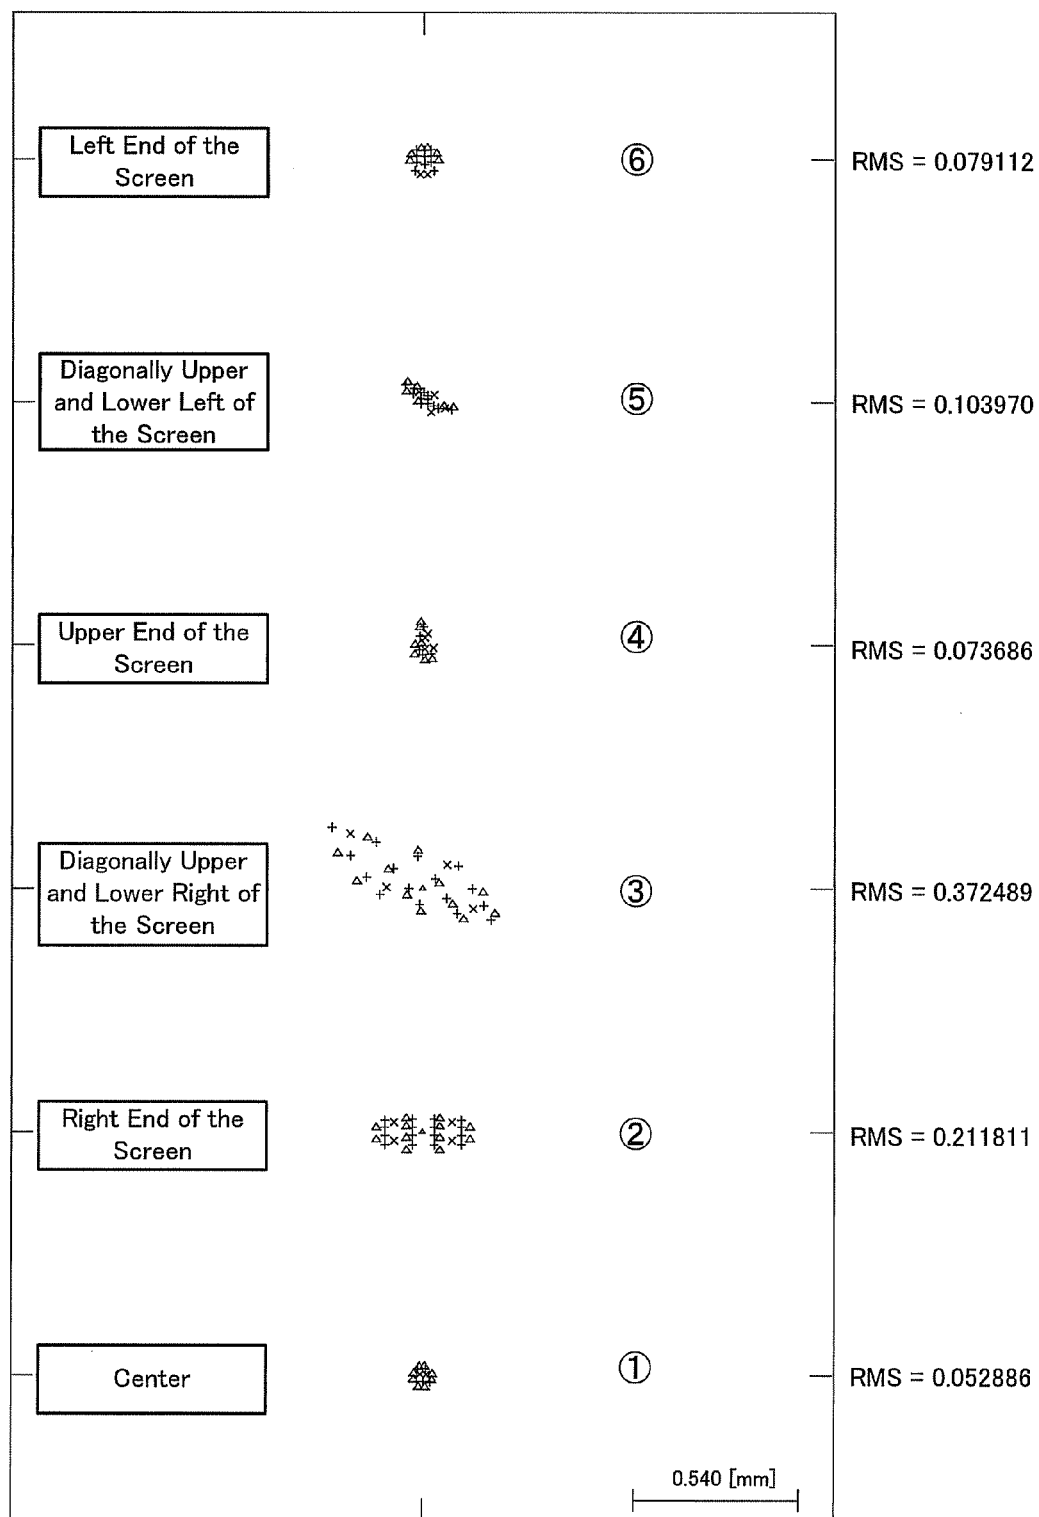 Left End of the
Screen
⑥
RMS = 0.079112
Diagonally Upper
and Lower Left of
the Screen
⑤
RMS = 0.103970
Upper End of the
Screen
④
RMS = 0.073686
Diagonally Upper
and Lower Right of
the Screen
③
RMS = 0.372489
Right End of the
Screen
②
RMS = 0.211811
Center
①
RMS = 0.052886
0.540 [mm]